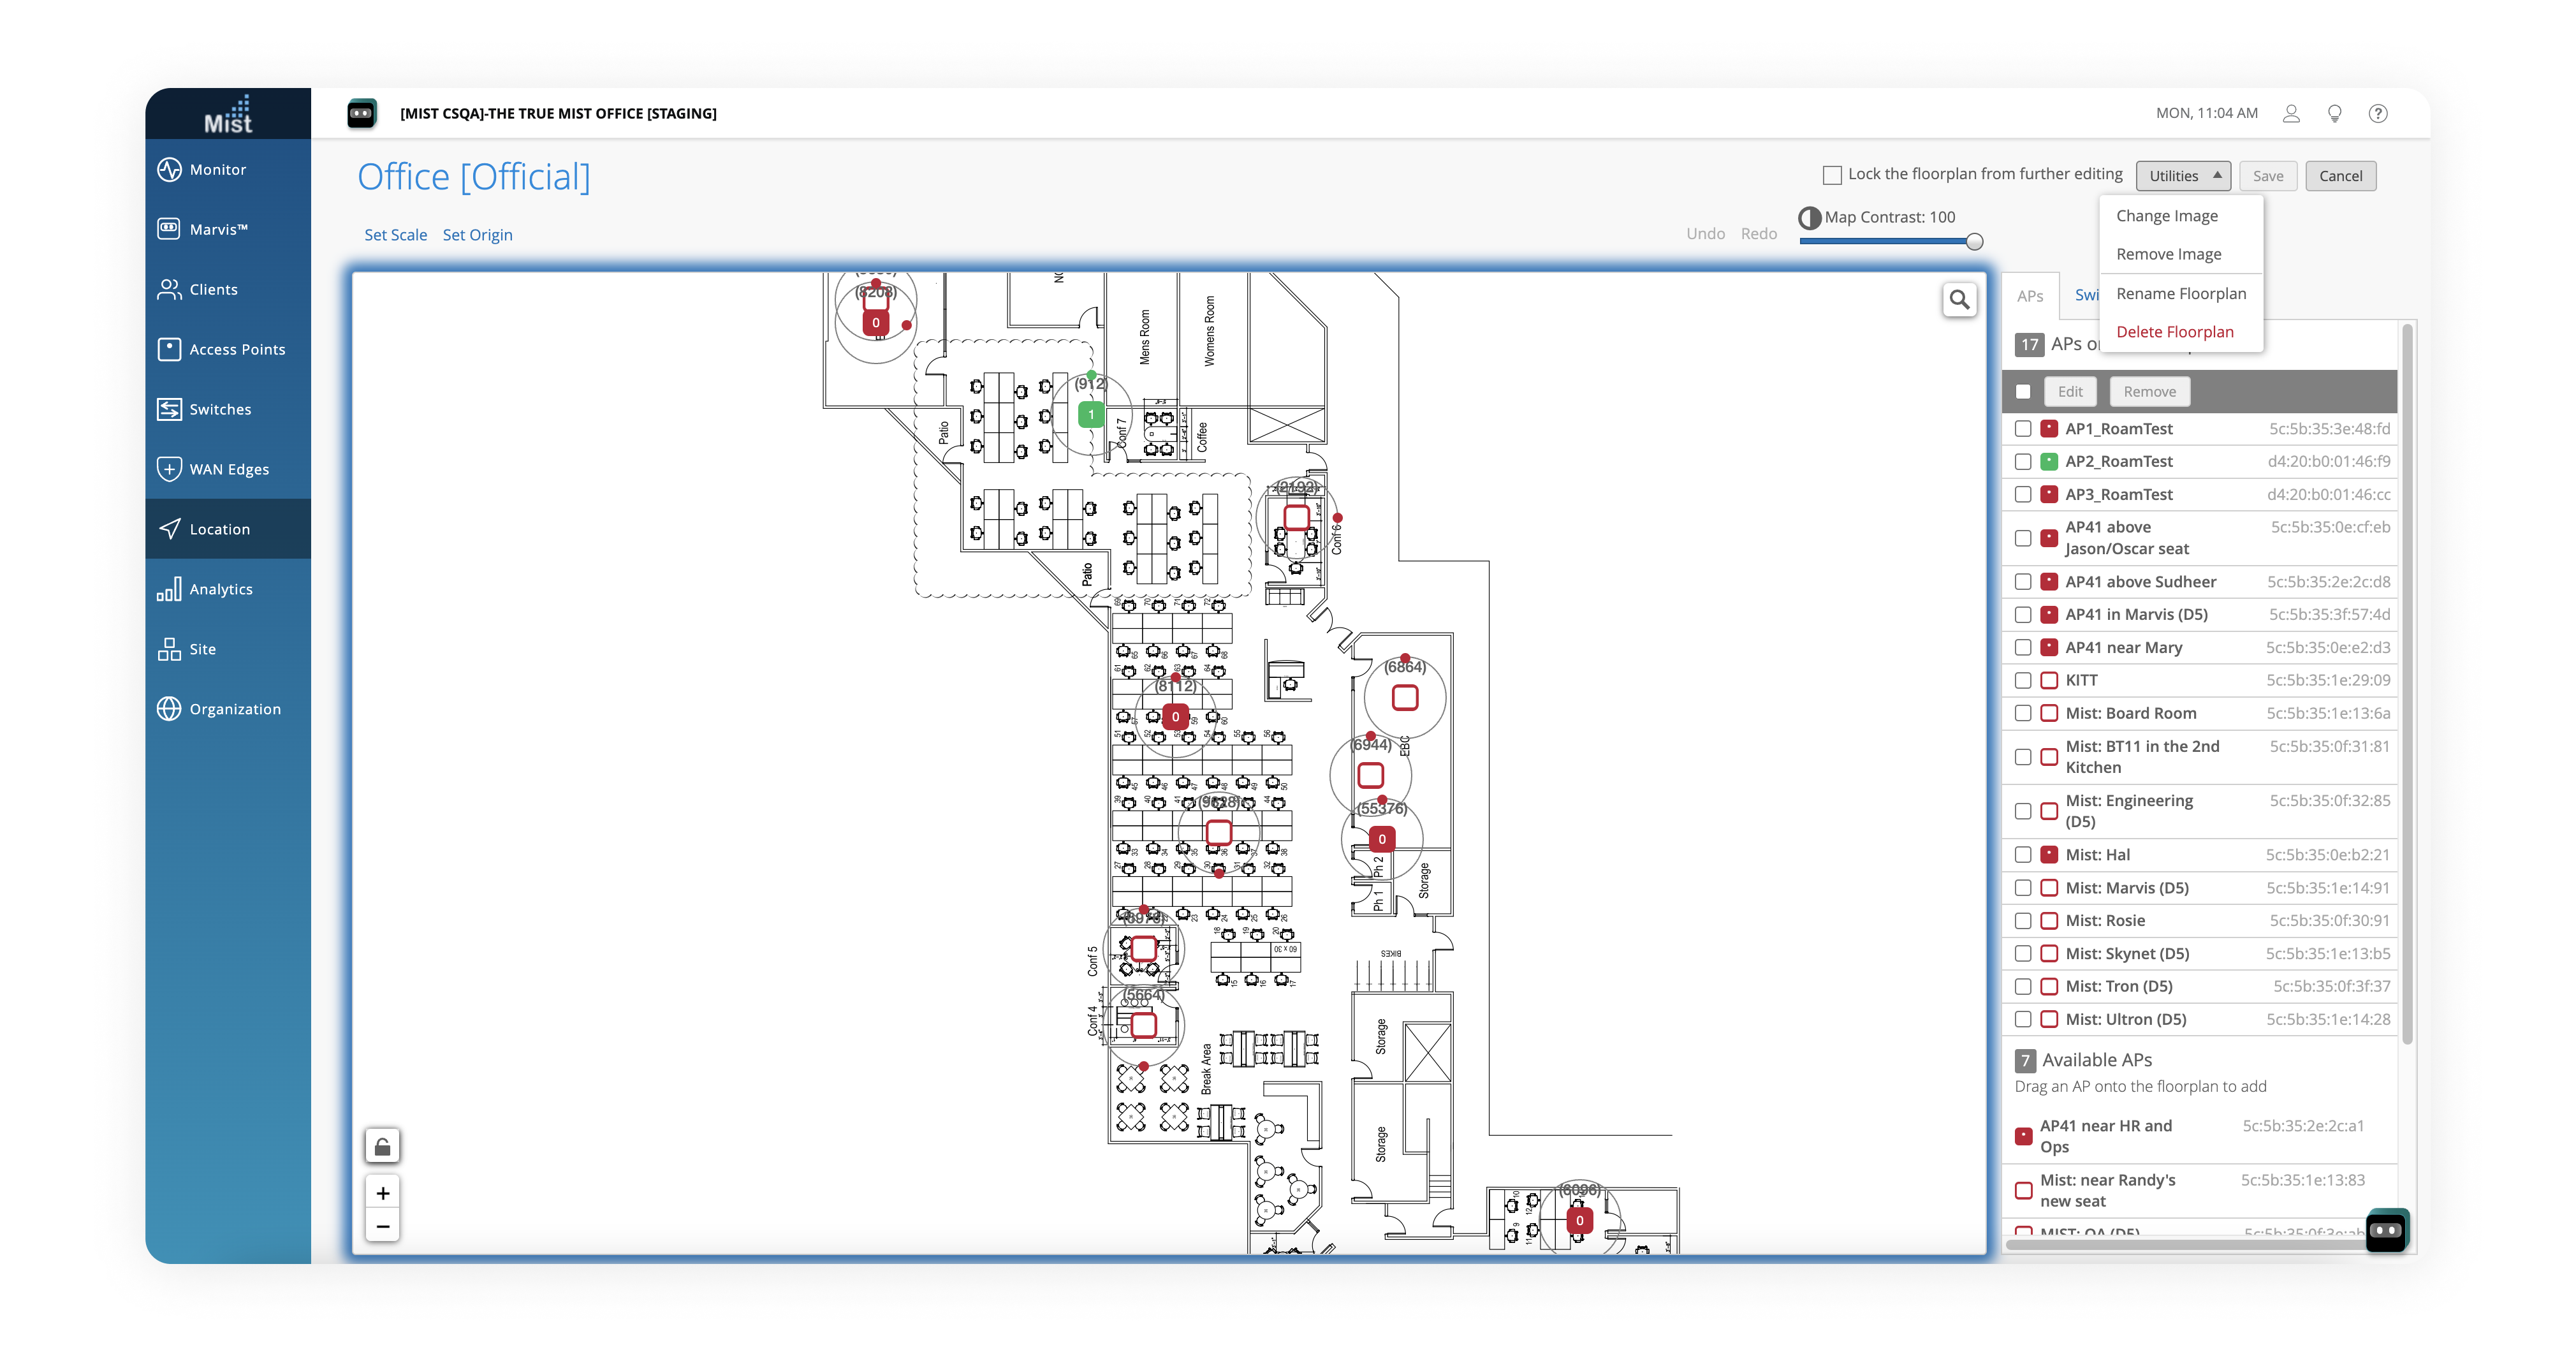 Mist
[MIST CSQA]-THE TRUE MIST OFFICE [STAGING]
MON, 11:04 AM
Monitor
Marvis™
Clients
Access Points
Switches
WAN Edges
Location
Analytics
Site
Organization
Office [Official]
Lock the floorplan from further editing
Utilities
Save
Cancel
Set Scale
Set Origin
Undo
Redo
Map Contrast: 100
Change Image
Remove Image
Rename Floorplan
Delete Floorplan
APs
Swi
17 APs o
Edit
Remove
AP1_RoamTest 5c:5b:35:3e:48:fd
AP2_RoamTest d4:20:b0:01:46:f9
AP3_RoamTest d4:20:b0:01:46:cc
AP41 above 5c:5b:35:0e:cf:eb
Jason/Oscar seat
AP41 above Sudheer 5c:5b:35:2e:2c:d8
AP41 in Marvis (D5) 5c:5b:35:3f:57:4d
AP41 near Mary 5c:5b:35:0e:e2:d3
KITT 5c:5b:35:1e:29:09
Mist: Board Room 5c:5b:35:1e:13:6a
Mist: BT11 in the 2nd 5c:5b:35:0f:31:81
Kitchen
Mist: Engineering 5c:5b:35:0f:32:85
(D5)
Mist: Hal 5c:5b:35:0e:b2:21
Mist: Marvis (D5) 5c:5b:35:1e:14:91
Mist: Rosie 5c:5b:35:0f:30:91
Mist: Skynet (D5) 5c:5b:35:1e:13:b5
Mist: Tron (D5) 5c:5b:35:0f:3f:37
Mist: Ultron (D5) 5c:5b:35:1e:14:28
7 Available APs
Drag an AP onto the floorplan to add
AP41 near HR and 5c:5b:35:2e:2c:a1
Ops
Mist: near Randy's 5c:5b:35:1e:13:83
new seat
MIST: QA (D5)
(8208)
0
Mens Room
Womens Room
(912)
1
Patio
Conf 7
Coffee
(2192)
Conf 6
Patio
(8112)
0
(6864)
EBC
(6944)
(55376)
0
Ph 2
Ph 1
Storage
Conf 5
(5664)
Conf 4
60 x 30
BIKES
Storage
Break Area
Storage
(6096)
0
+
−